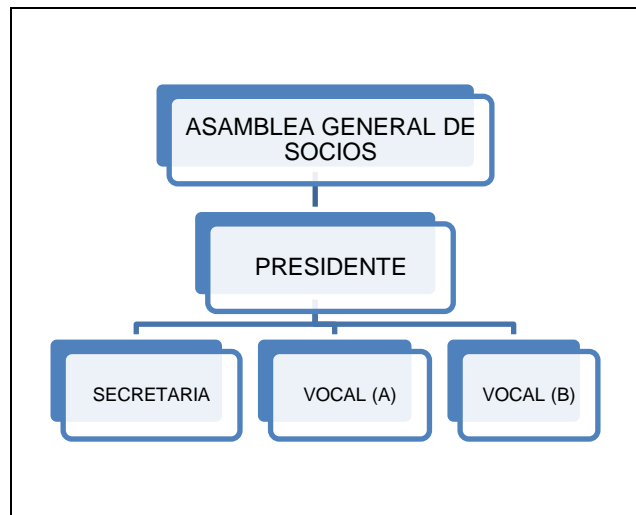 ASAMBLEA GENERAL DE
SOCIOS
PRESIDENTE
SECRETARIA
VOCAL (A)
VOCAL (B)